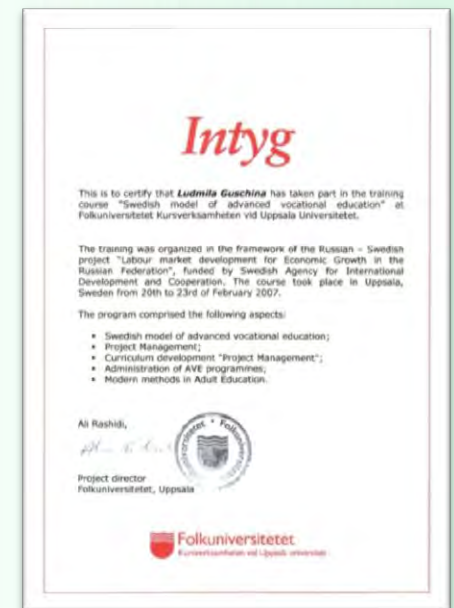 Intyg
This is to certify that Ludmila Guschina has taken part in the training
course "Swedish model of advanced vocational education" at
Folkuniversitetet Kursverksamheten vid Uppsala Universitetet.
The training was organized in the framework of the Russian – Swedish
project "Labour market development for Economic Growth in the
Russian Federation", funded by Swedish Agency for International
Development and Cooperation. The course took place in Uppsala,
Sweden from 20th to 23rd of February 2007.
The program comprised the following aspects:
• Swedish model of advanced vocational education;
• Project Management;
• Curriculum development "Project Management";
• Administration of AVE programmes;
• Modern methods in Adult Education.
Ali Rashidi,
Project director
Folkuniversitetet, Uppsala
Folkuniversitetet
Kursverksamheten vid Uppsala universitet